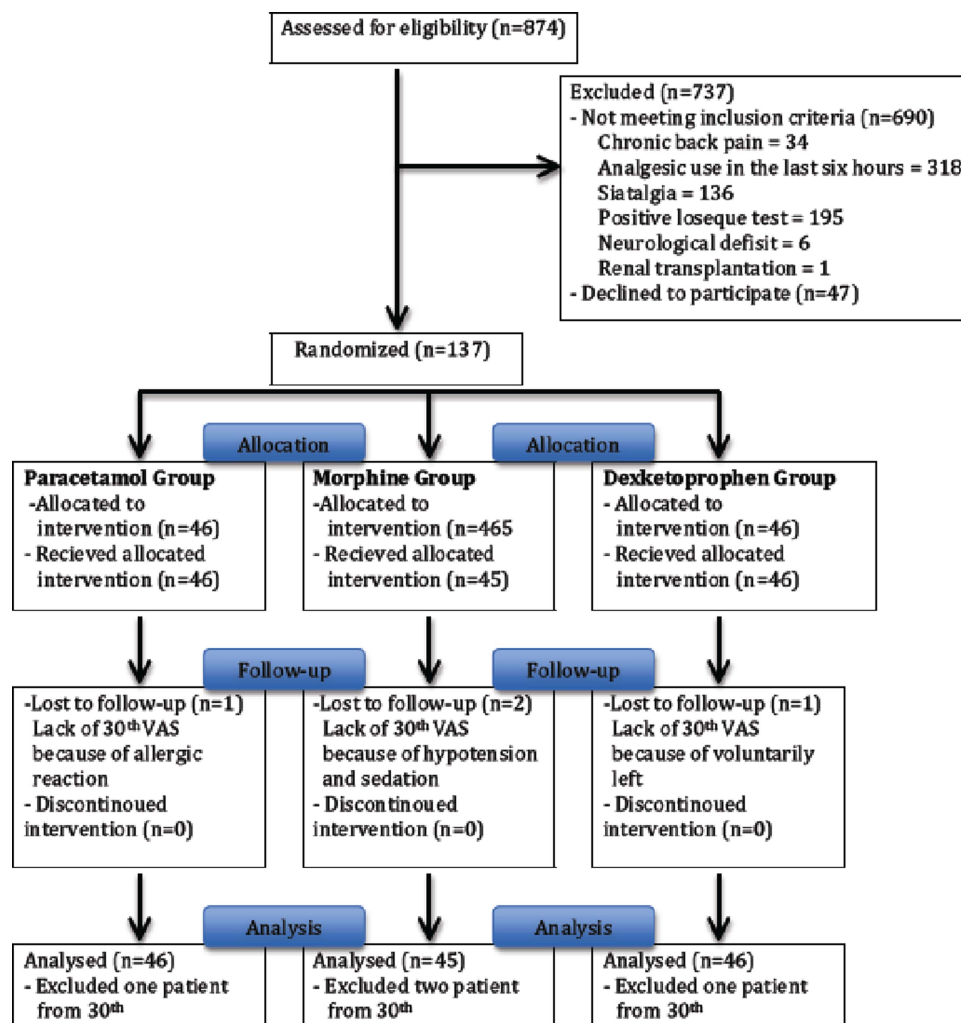 Assessed for eligibility (n=874)
Excluded (n=737)
- Not meeting inclusion criteria (n=690)
Chronic back pain = 34
Analgesic use in the last six hours = 318
Siatalgia = 136
Positive loseque test = 195
Neurological defisit = 6
Renal transplantation = 1
- Declined to participate (n=47)
Randomized (n=137)
Allocation
Allocation
Paracetamol Group
-Allocated to
intervention (n=46)
- Recieved allocated
intervention (n=46)
Morphine Group
-Allocated to
intervention (n=465
- Recieved allocated
intervention (n=45)
Dexketoprophen Group
- Allocated to
intervention (n=46)
- Recieved allocated
intervention (n=46)
Follow-up
Follow-up
-Lost to follow-up (n=1)
Lack of 30th VAS
because of allergic
reaction
- Discontinoued
intervention (n=0)
-Lost to follow-up (n=2)
Lack of 30th VAS
because of hypotension
and sedation
- Discontinoued
intervention (n=0)
-Lost to follow-up (n=1)
Lack of 30th VAS
because of voluntarily
left
- Discontinoued
intervention (n=0)
Analysis
Analysis
Analysed (n=46)
- Excluded one patient
from 30th
Analysed (n=45)
- Excluded two patient
from 30th
Analysed (n=46)
- Excluded one patient
from 30th